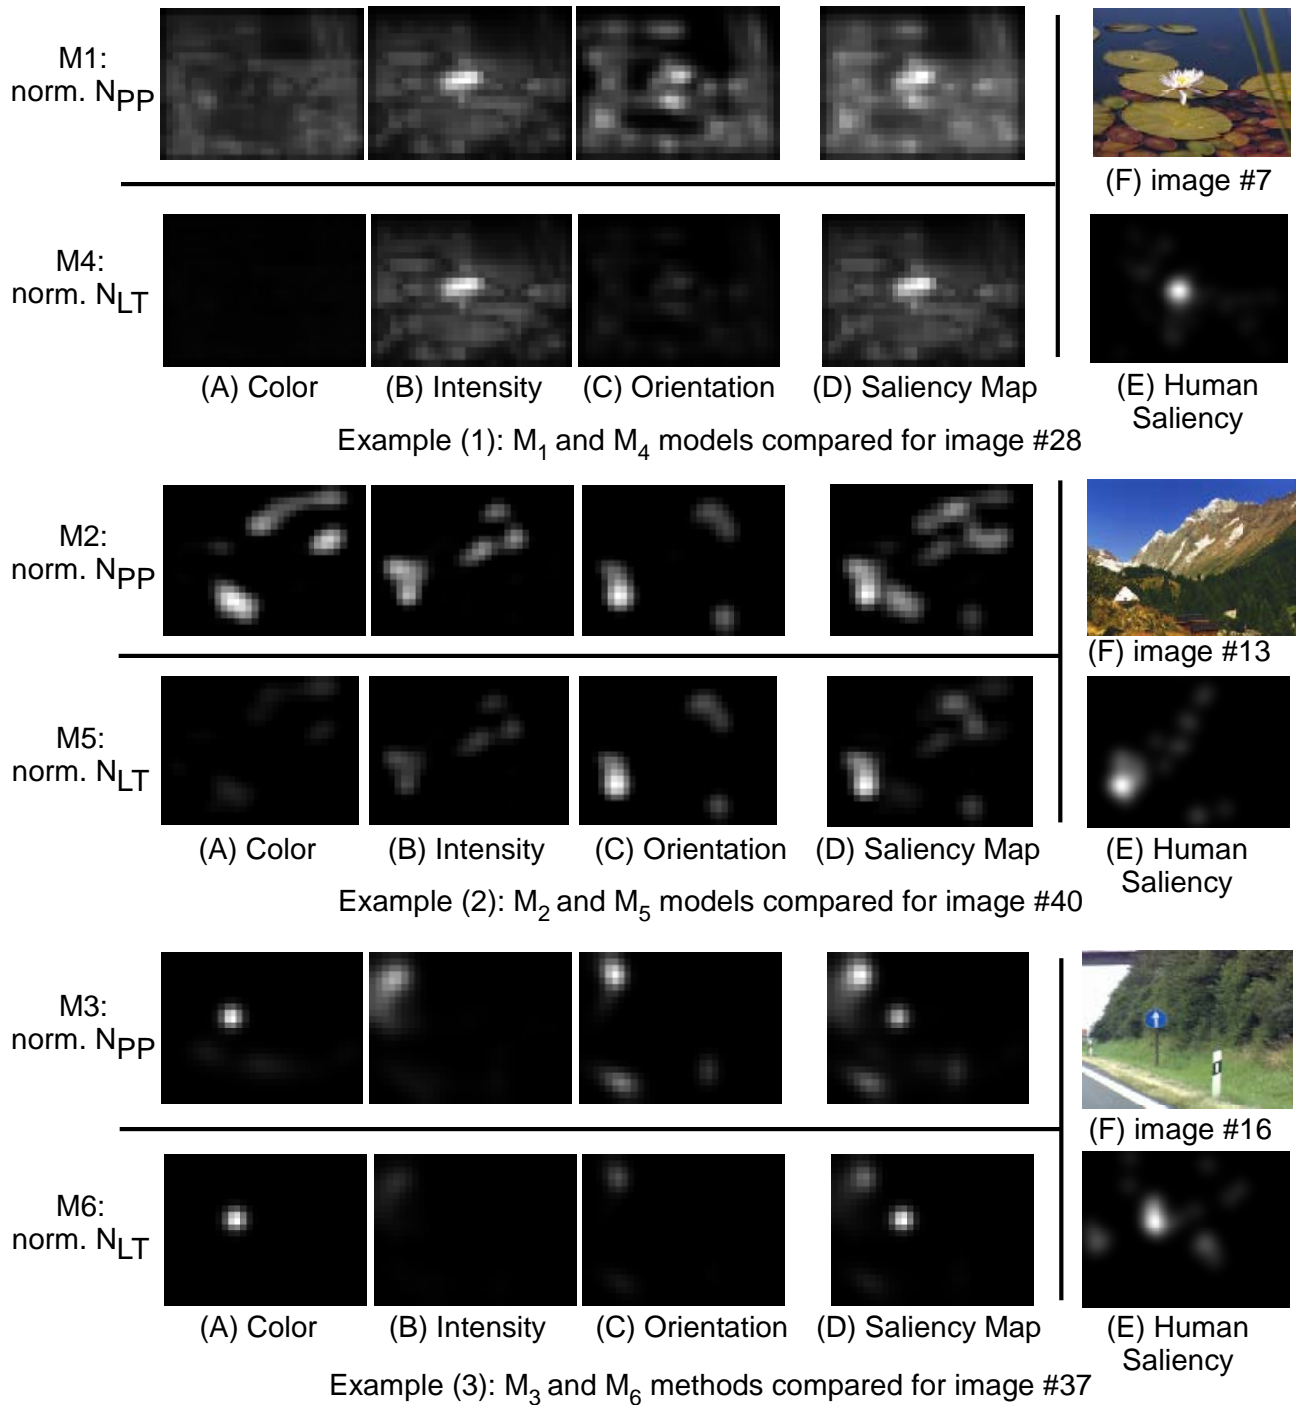 M1:
norm. NPP
(F) image #7
M4:
norm. NLT
(A) Color
(B) Intensity
(C) Orientation
(D) Saliency Map
(E) Human
Saliency
Example (1): M1 and M4 models compared for image #28
M2:
norm. NPP
(F) image #13
M5:
norm. NLT
(A) Color
(B) Intensity
(C) Orientation
(D) Saliency Map
(E) Human
Saliency
Example (2): M2 and M5 models compared for image #40
M3:
norm. NPP
(F) image #16
M6:
norm. NLT
(A) Color
(B) Intensity
(C) Orientation
(D) Saliency Map
(E) Human
Saliency
Example (3): M3 and M6 methods compared for image #37